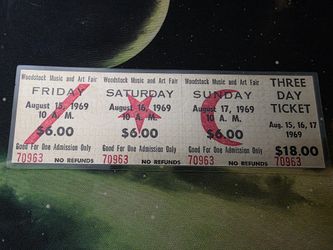 Woodstock Music and Art Fair
FRIDAY
August 15, 1969
10 A. M.
$6.00
Good For One Admission Only
70963 NO REFUNDS
Woodstock Music and Art Fair
SATURDAY
August 16, 1969
10 A. M.
$6.00
Good For One Admission Only
70963 NO REFUNDS
Woodstock Music and Art Fair
SUNDAY
August 17, 1969
10 A. M.
$6.00
Good For One Admission Only
70963 NO REFUNDS
THREE
DAY
TICKET
Aug. 15, 16, 17
1969
$18.00
70963